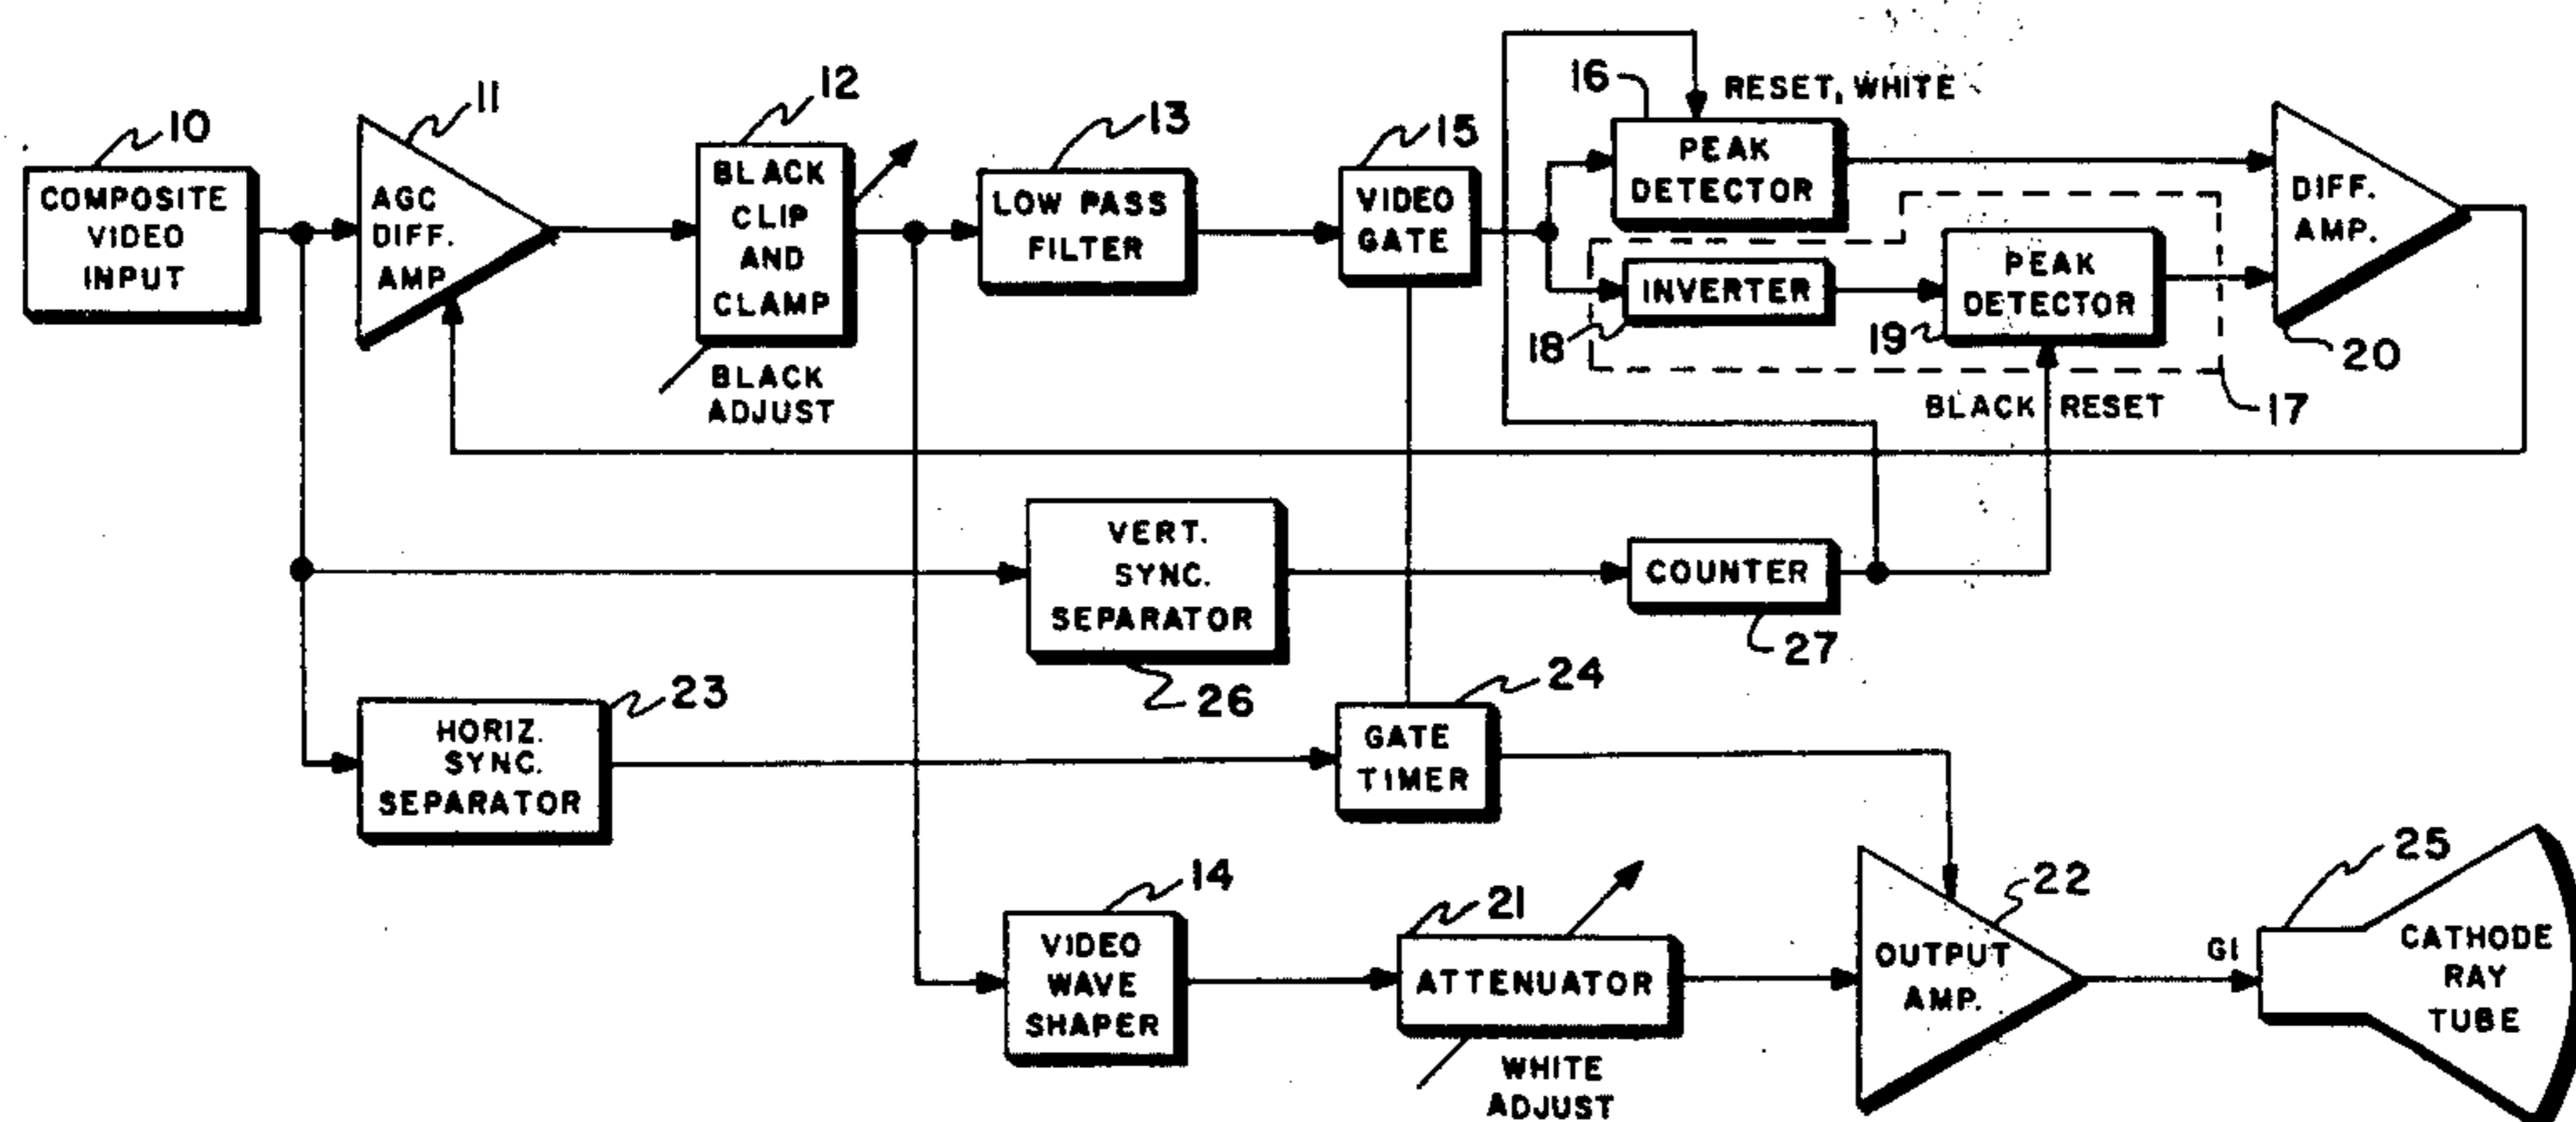 10
COMPOSITE
VIDEO
INPUT
11
AGC
DIFF.
AMP
12
BLACK
CLIP
AND
CLAMP
BLACK
ADJUST
13
LOW PASS
FILTER
15
VIDEO
GATE
16
RESET, WHITE
PEAK
DETECTOR
18
INVERTER
19
PEAK
DETECTOR
BLACK RESET
17
DIFF.
AMP.
20
VERT.
SYNC.
SEPARATOR
26
COUNTER
27
23
HORIZ.
SYNC.
SEPARATOR
24
GATE
TIMER
14
VIDEO
WAVE
SHAPER
21
ATTENUATOR
WHITE
ADJUST
22
OUTPUT
AMP.
G1
25
CATHODE
RAY
TUBE